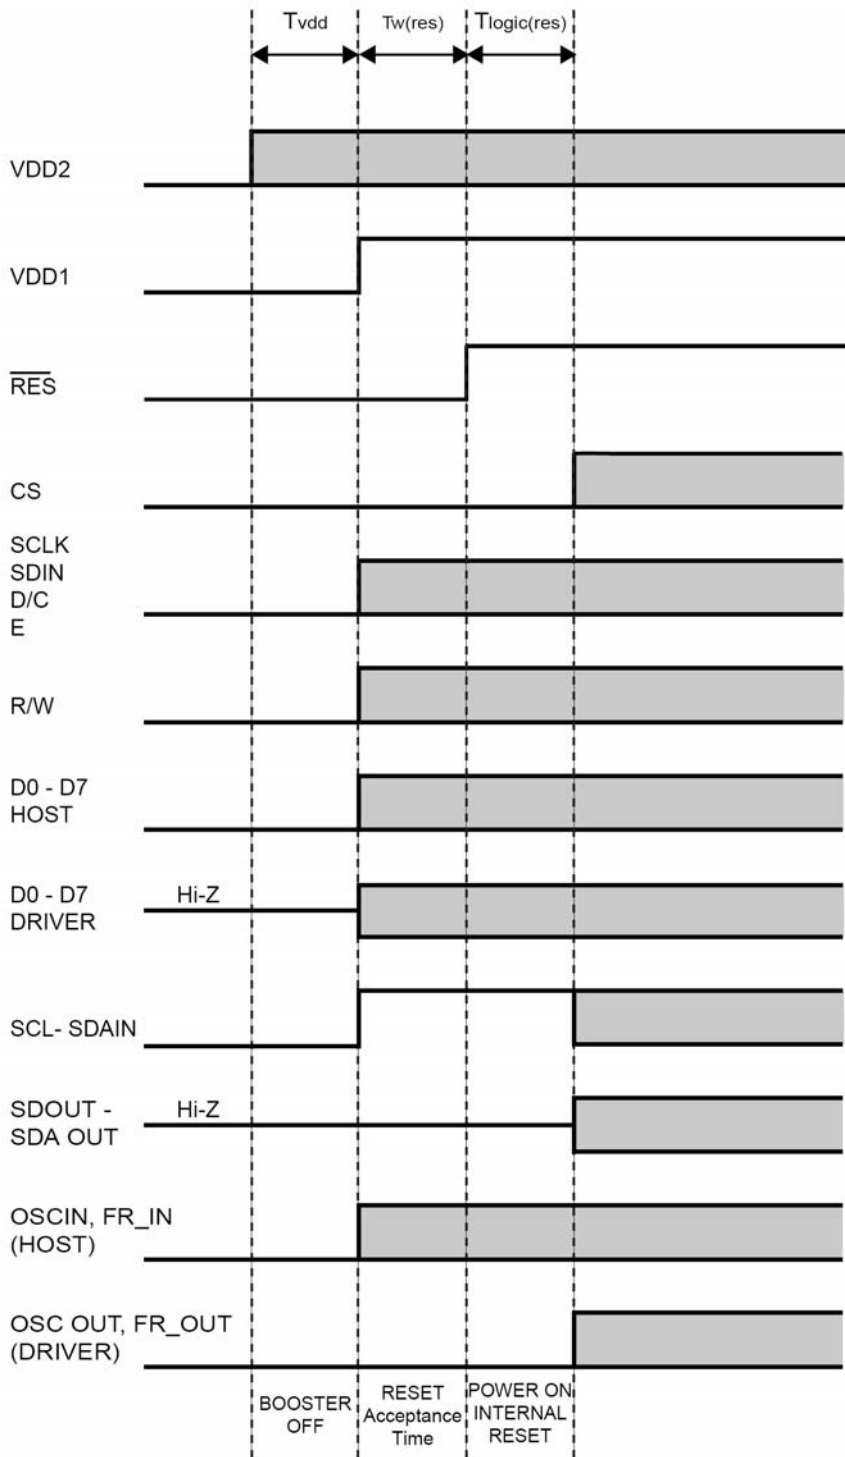 Tvdd Tw(res) Tlogic(res)
VDD2
VDD1
RES
CS
SCLK
SDIN
D/C
E
R/W
D0 - D7
HOST
D0 - D7 Hi-Z
DRIVER
SCL- SDAIN
SDOUT - Hi-Z
SDA OUT
OSCIN, FR_IN
(HOST)
OSC OUT, FR_OUT
(DRIVER)
BOOSTER
OFF
RESET
Acceptance
Time
POWER ON
INTERNAL
RESET